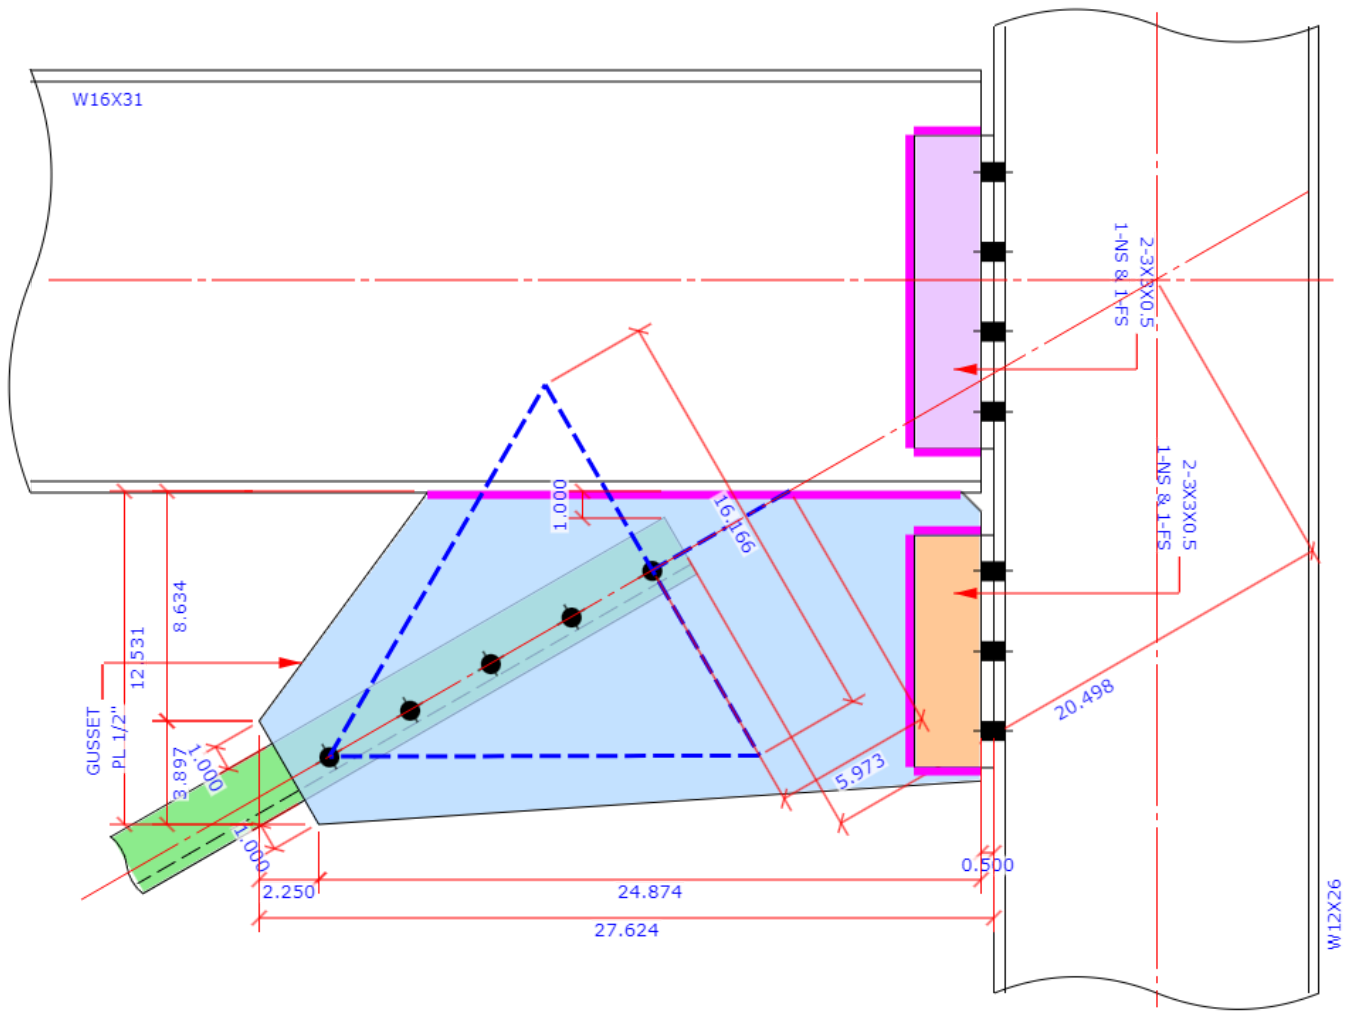 W16X31
2-3X3X0.5
1-NS & 1-FS
1.000
16.166
2-3X3X0.5
1-NS & 1-FS
8.634
12.531
GUSSET
PL 1/2"
3.897
1.000
1.000
5.973
20.498
0.500
2.250
24.874
27.624
W12X26